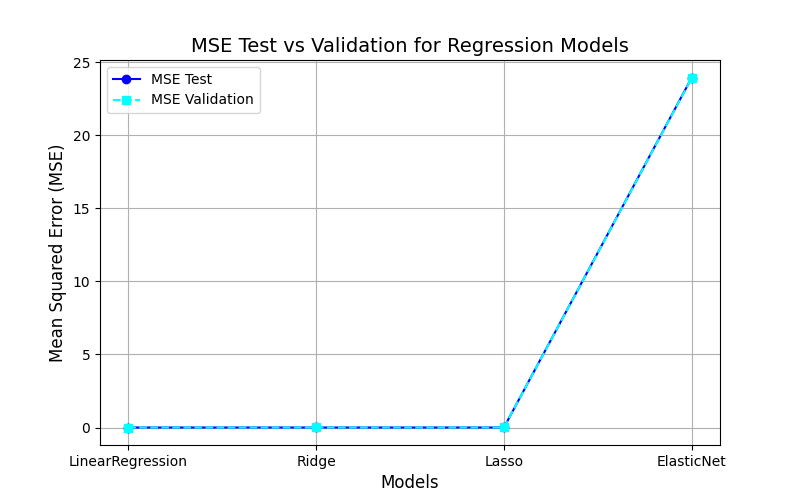 MSE Test vs Validation for Regression Models
MSE Test
MSE Validation
Mean Squared Error (MSE)
25
20
15
10
5
0
LinearRegression
Ridge
Lasso
ElasticNet
Models